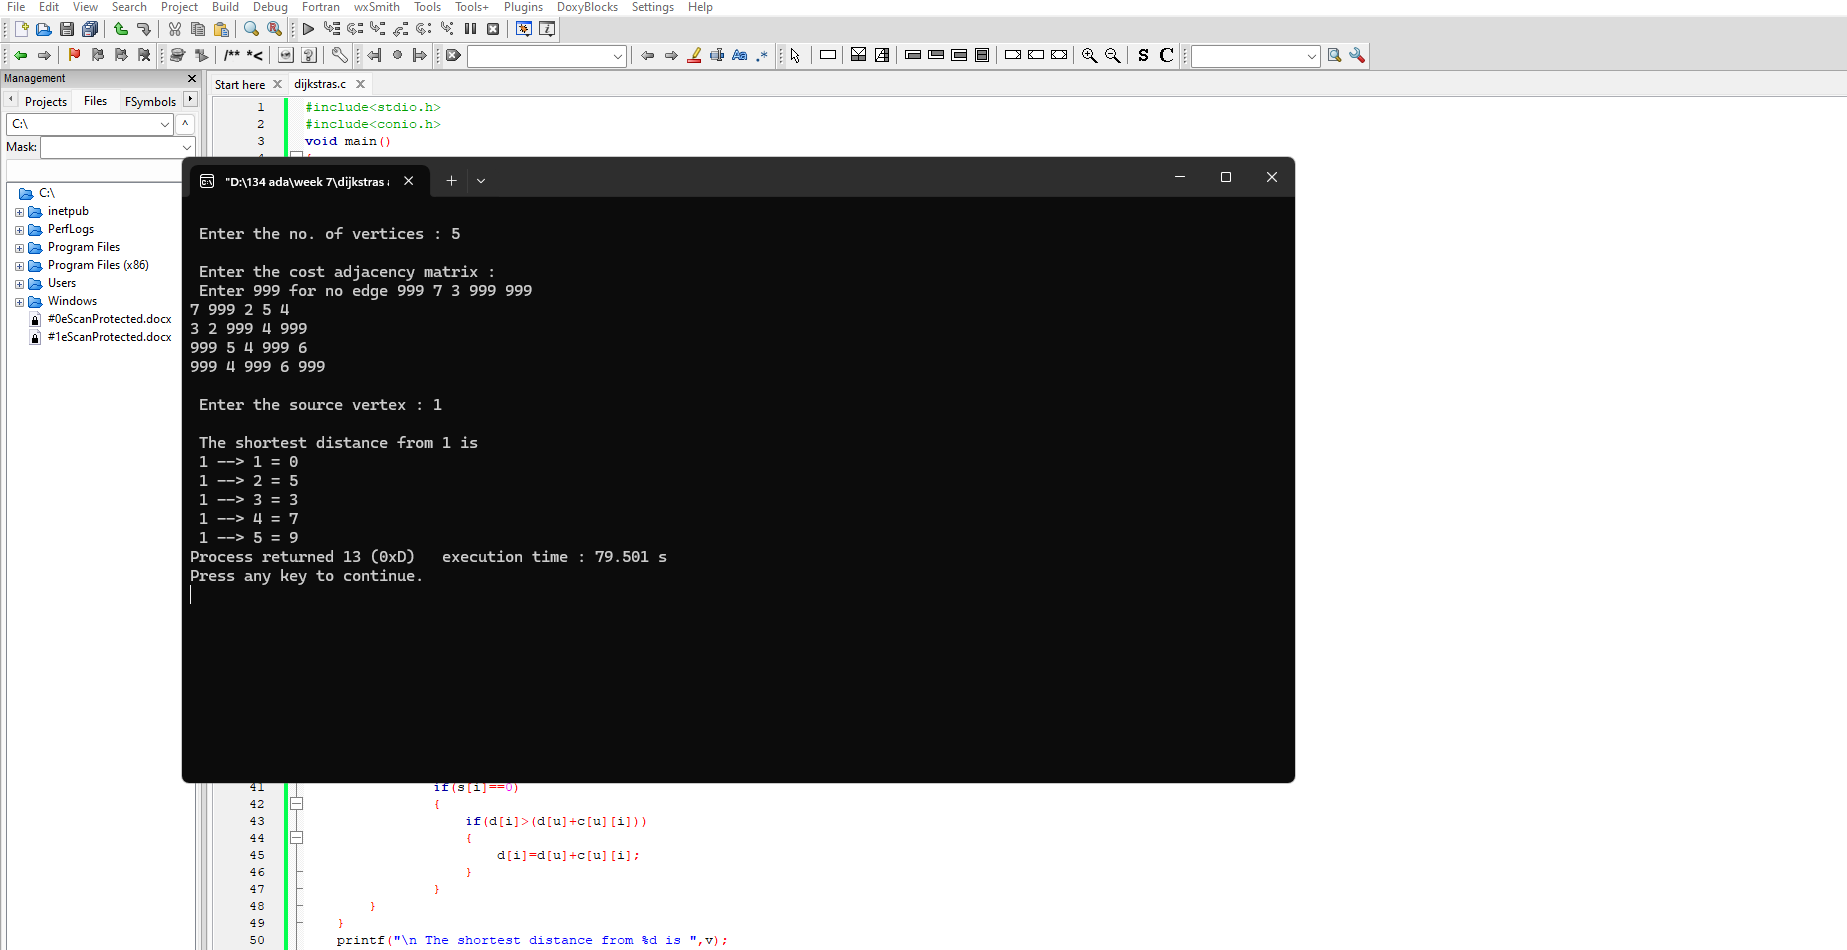 File Edit View Search Project Build Debug Fortran wxSmith Tools Tools+ Plugins DoxyBlocks Settings Help
/** *< S C
Management
Projects Files FSymbols
C:\
Mask:
C:\
inetpub
PerfLogs
Program Files
Program Files (x86)
Users
Windows
#0eScanProtected.docx
#1eScanProtected.docx
Start here dijkstras.c
1 #include<stdio.h>
2 #include<conio.h>
3 void main()
"D:\134 ada\week 7\dijkstras
Enter the no. of vertices : 5
Enter the cost adjacency matrix :
Enter 999 for no edge 999 7 3 999 999
7 999 2 5 4
3 2 999 4 999
999 5 4 999 6
999 4 999 6 999
Enter the source vertex : 1
The shortest distance from 1 is
1 --> 1 = 0
1 --> 2 = 5
1 --> 3 = 3
1 --> 4 = 7
1 --> 5 = 9
Process returned 13 (0xD) execution time : 79.501 s
Press any key to continue.
41 if(s[i]==0)
42 {
43 if(d[i]>(d[u]+c[u][i]))
44 {
45 d[i]=d[u]+c[u][i];
46 }
47 }
48 }
49 }
50 printf("\n The shortest distance from %d is ",v);